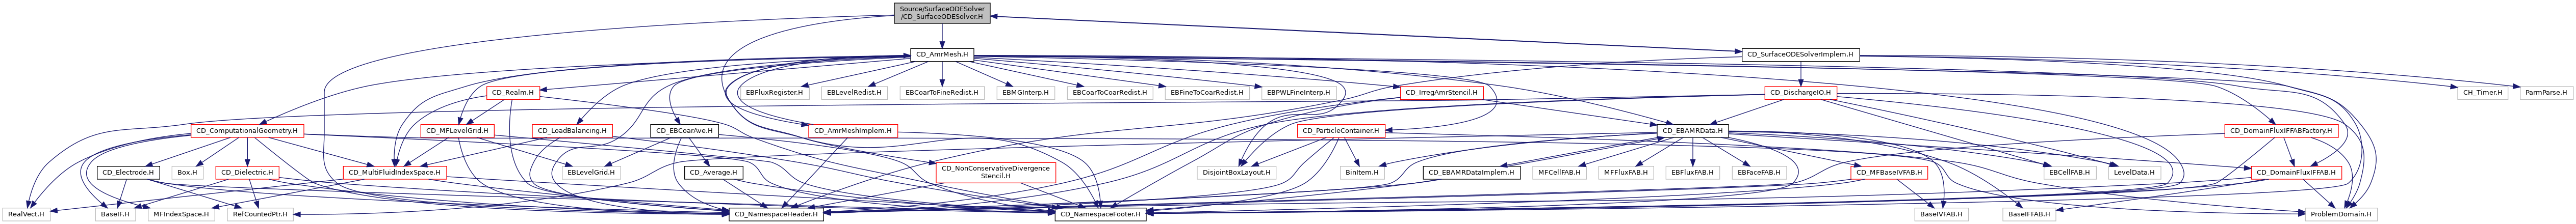 Source/SurfaceODESolver
/CD_SurfaceODESolver.H
CD_AmrMesh.H
CD_SurfaceODESolverImplem.H
CD_Realm.H
EBFluxRegister.H
EBLevelRedist.H
EBCoarToFineRedist.H
EBMGInterp.H
EBCoarToCoarRedist.H
EBFineToCoarRedist.H
EBPWLFineInterp.H
CD_IrregAmrStencil.H
CD_DischargeIO.H
CH_Timer.H
ParmParse.H
CD_ComputationalGeometry.H
CD_MFLevelGrid.H
CD_LoadBalancing.H
CD_EBCoarAve.H
CD_AmrMeshImplem.H
CD_ParticleContainer.H
CD_EBAMRData.H
CD_DomainFluxIFFABFactory.H
CD_Electrode.H
Box.H
CD_Dielectric.H
CD_MultiFluidIndexSpace.H
EBLevelGrid.H
CD_Average.H
CD_NonConservativeDivergence
Stencil.H
DisjointBoxLayout.H
BinItem.H
CD_EBAMRDataImplem.H
MFCellFAB.H
MFFluxFAB.H
EBFluxFAB.H
EBFaceFAB.H
CD_MFBaseIVFAB.H
EBCellFAB.H
LevelData.H
CD_DomainFluxIFFAB.H
RealVect.H
BaseIF.H
MFIndexSpace.H
RefCountedPtr.H
CD_NamespaceHeader.H
CD_NamespaceFooter.H
BaseIVFAB.H
BaseIFFAB.H
ProblemDomain.H